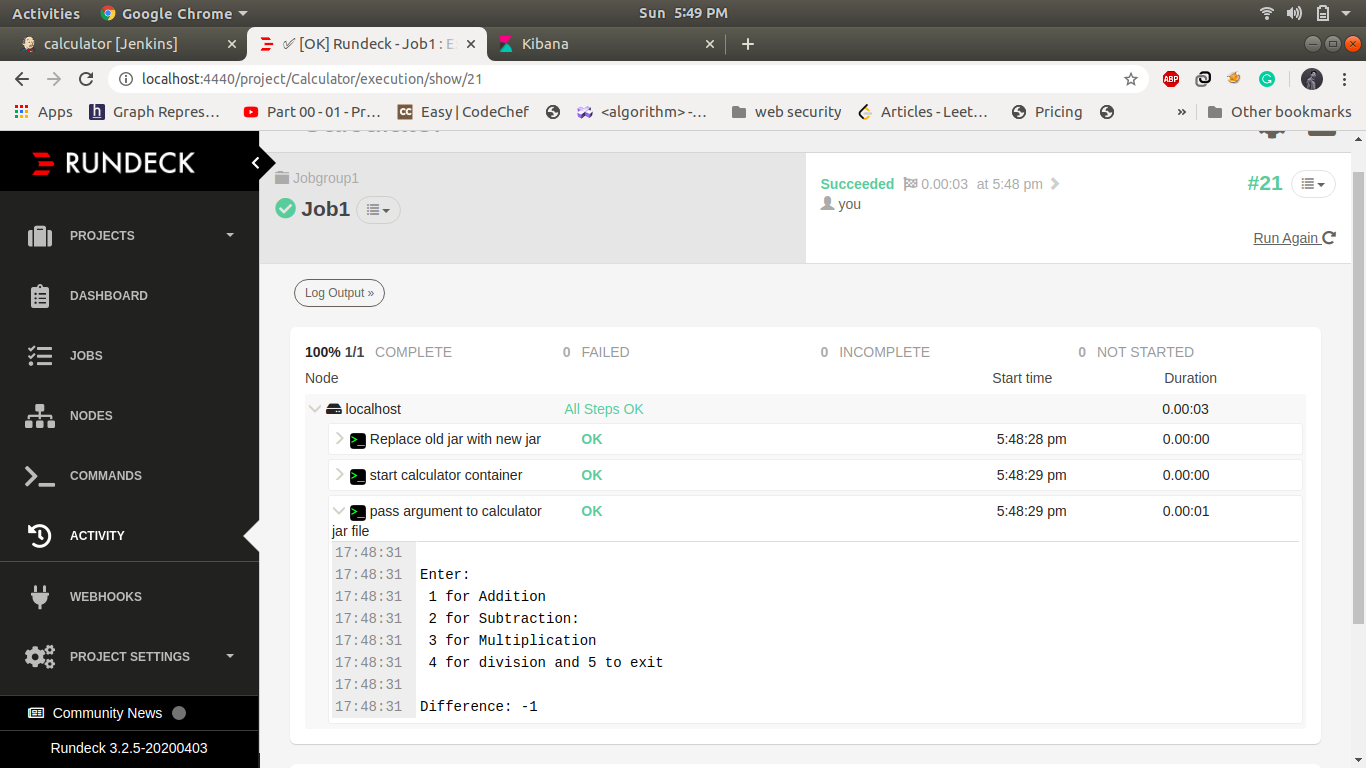 Activities Google Chrome Sun 5:49 PM
calculator [Jenkins] [OK] Rundeck - Job1 : E Kibana
localhost:4440/project/Calculator/execution/show/21 ABP
Apps Graph Repres… Part 00 - 01 - Pr… Easy | CodeChef <algorithm> -… web security Articles - Leet… Pricing » Other bookmarks
RUNDECK
PROJECTS
DASHBOARD
JOBS
NODES
COMMANDS
ACTIVITY
WEBHOOKS
PROJECT SETTINGS
Community News
Rundeck 3.2.5-20200403
Jobgroup1
Job1
Succeeded 0.00:03 at 5:48 pm
you
#21
Run Again
Log Output »
100% 1/1 COMPLETE 0 FAILED 0 INCOMPLETE 0 NOT STARTED
Node Start time Duration
localhost All Steps OK 0.00:03
>_ Replace old jar with new jar OK 5:48:28 pm 0.00:00
>_ start calculator container OK 5:48:29 pm 0.00:00
>_ pass argument to calculator OK 5:48:29 pm 0.00:01
jar file
17:48:31
17:48:31 Enter:
17:48:31 1 for Addition
17:48:31 2 for Subtraction:
17:48:31 3 for Multiplication
17:48:31 4 for division and 5 to exit
17:48:31
17:48:31 Difference: -1